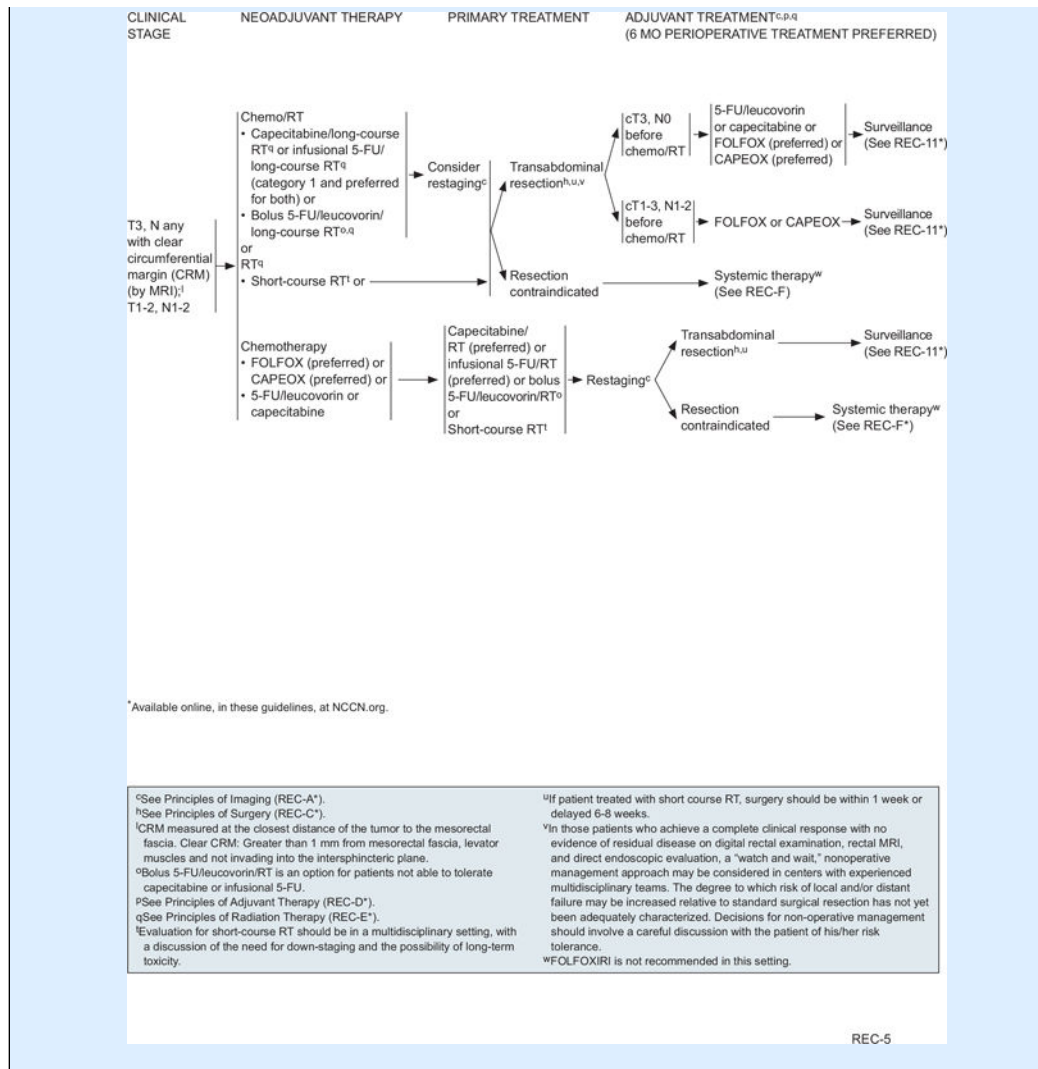 CLINICAL
STAGE
NEOADJUVANT THERAPY
PRIMARY TREATMENT
ADJUVANT TREATMENTc,p,q
(6 MO PERIOPERATIVE TREATMENT PREFERRED)
T3, N any
with clear
circumferential
margin (CRM)
(by MRI);l
T1-2, N1-2
Chemo/RT
• Capecitabine/long-course
RTq or infusional 5-FU/
long-course RTq
(category 1 and preferred
for both) or
• Bolus 5-FU/leucovorin/
long-course RTo,q
or
RTq
• Short-course RTt or
Consider
restagingc
Transabdominal
resectionh,u,v
cT3, N0
before
chemo/RT
5-FU/leucovorin
or capecitabine or
FOLFOX (preferred) or
CAPEOX (preferred)
Surveillance
(See REC-11*)
cT1-3, N1-2
before
chemo/RT
FOLFOX or CAPEOX
Surveillance
(See REC-11*)
Resection
contraindicated
Systemic therapyw
(See REC-F)
Chemotherapy
• FOLFOX (preferred) or
CAPEOX (preferred) or
• 5-FU/leucovorin or
capecitabine
Capecitabine/
RT (preferred) or
infusional 5-FU/RT
(preferred) or bolus
5-FU/leucovorin/RTo
or
Short-course RTt
Restagingc
Transabdominal
resectionh,u
Surveillance
(See REC-11*)
Resection
contraindicated
Systemic therapyw
(See REC-F*)
*Available online, in these guidelines, at NCCN.org.
cSee Principles of Imaging (REC-A*).
hSee Principles of Surgery (REC-C*).
lCRM measured at the closest distance of the tumor to the mesorectal
fascia. Clear CRM: Greater than 1 mm from mesorectal fascia, levator
muscles and not invading into the intersphincteric plane.
oBolus 5-FU/leucovorin/RT is an option for patients not able to tolerate
capecitabine or infusional 5-FU.
pSee Principles of Adjuvant Therapy (REC-D*).
qSee Principles of Radiation Therapy (REC-E*).
tEvaluation for short-course RT should be in a multidisciplinary setting, with
a discussion of the need for down-staging and the possibility of long-term
toxicity.
uIf patient treated with short course RT, surgery should be within 1 week or
delayed 6-8 weeks.
vIn those patients who achieve a complete clinical response with no
evidence of residual disease on digital rectal examination, rectal MRI,
and direct endoscopic evaluation, a "watch and wait," nonoperative
management approach may be considered in centers with experienced
multidisciplinary teams. The degree to which risk of local and/or distant
failure may be increased relative to standard surgical resection has not yet
been adequately characterized. Decisions for non-operative management
should involve a careful discussion with the patient of his/her risk
tolerance.
wFOLFOXIRI is not recommended in this setting.
REC-5